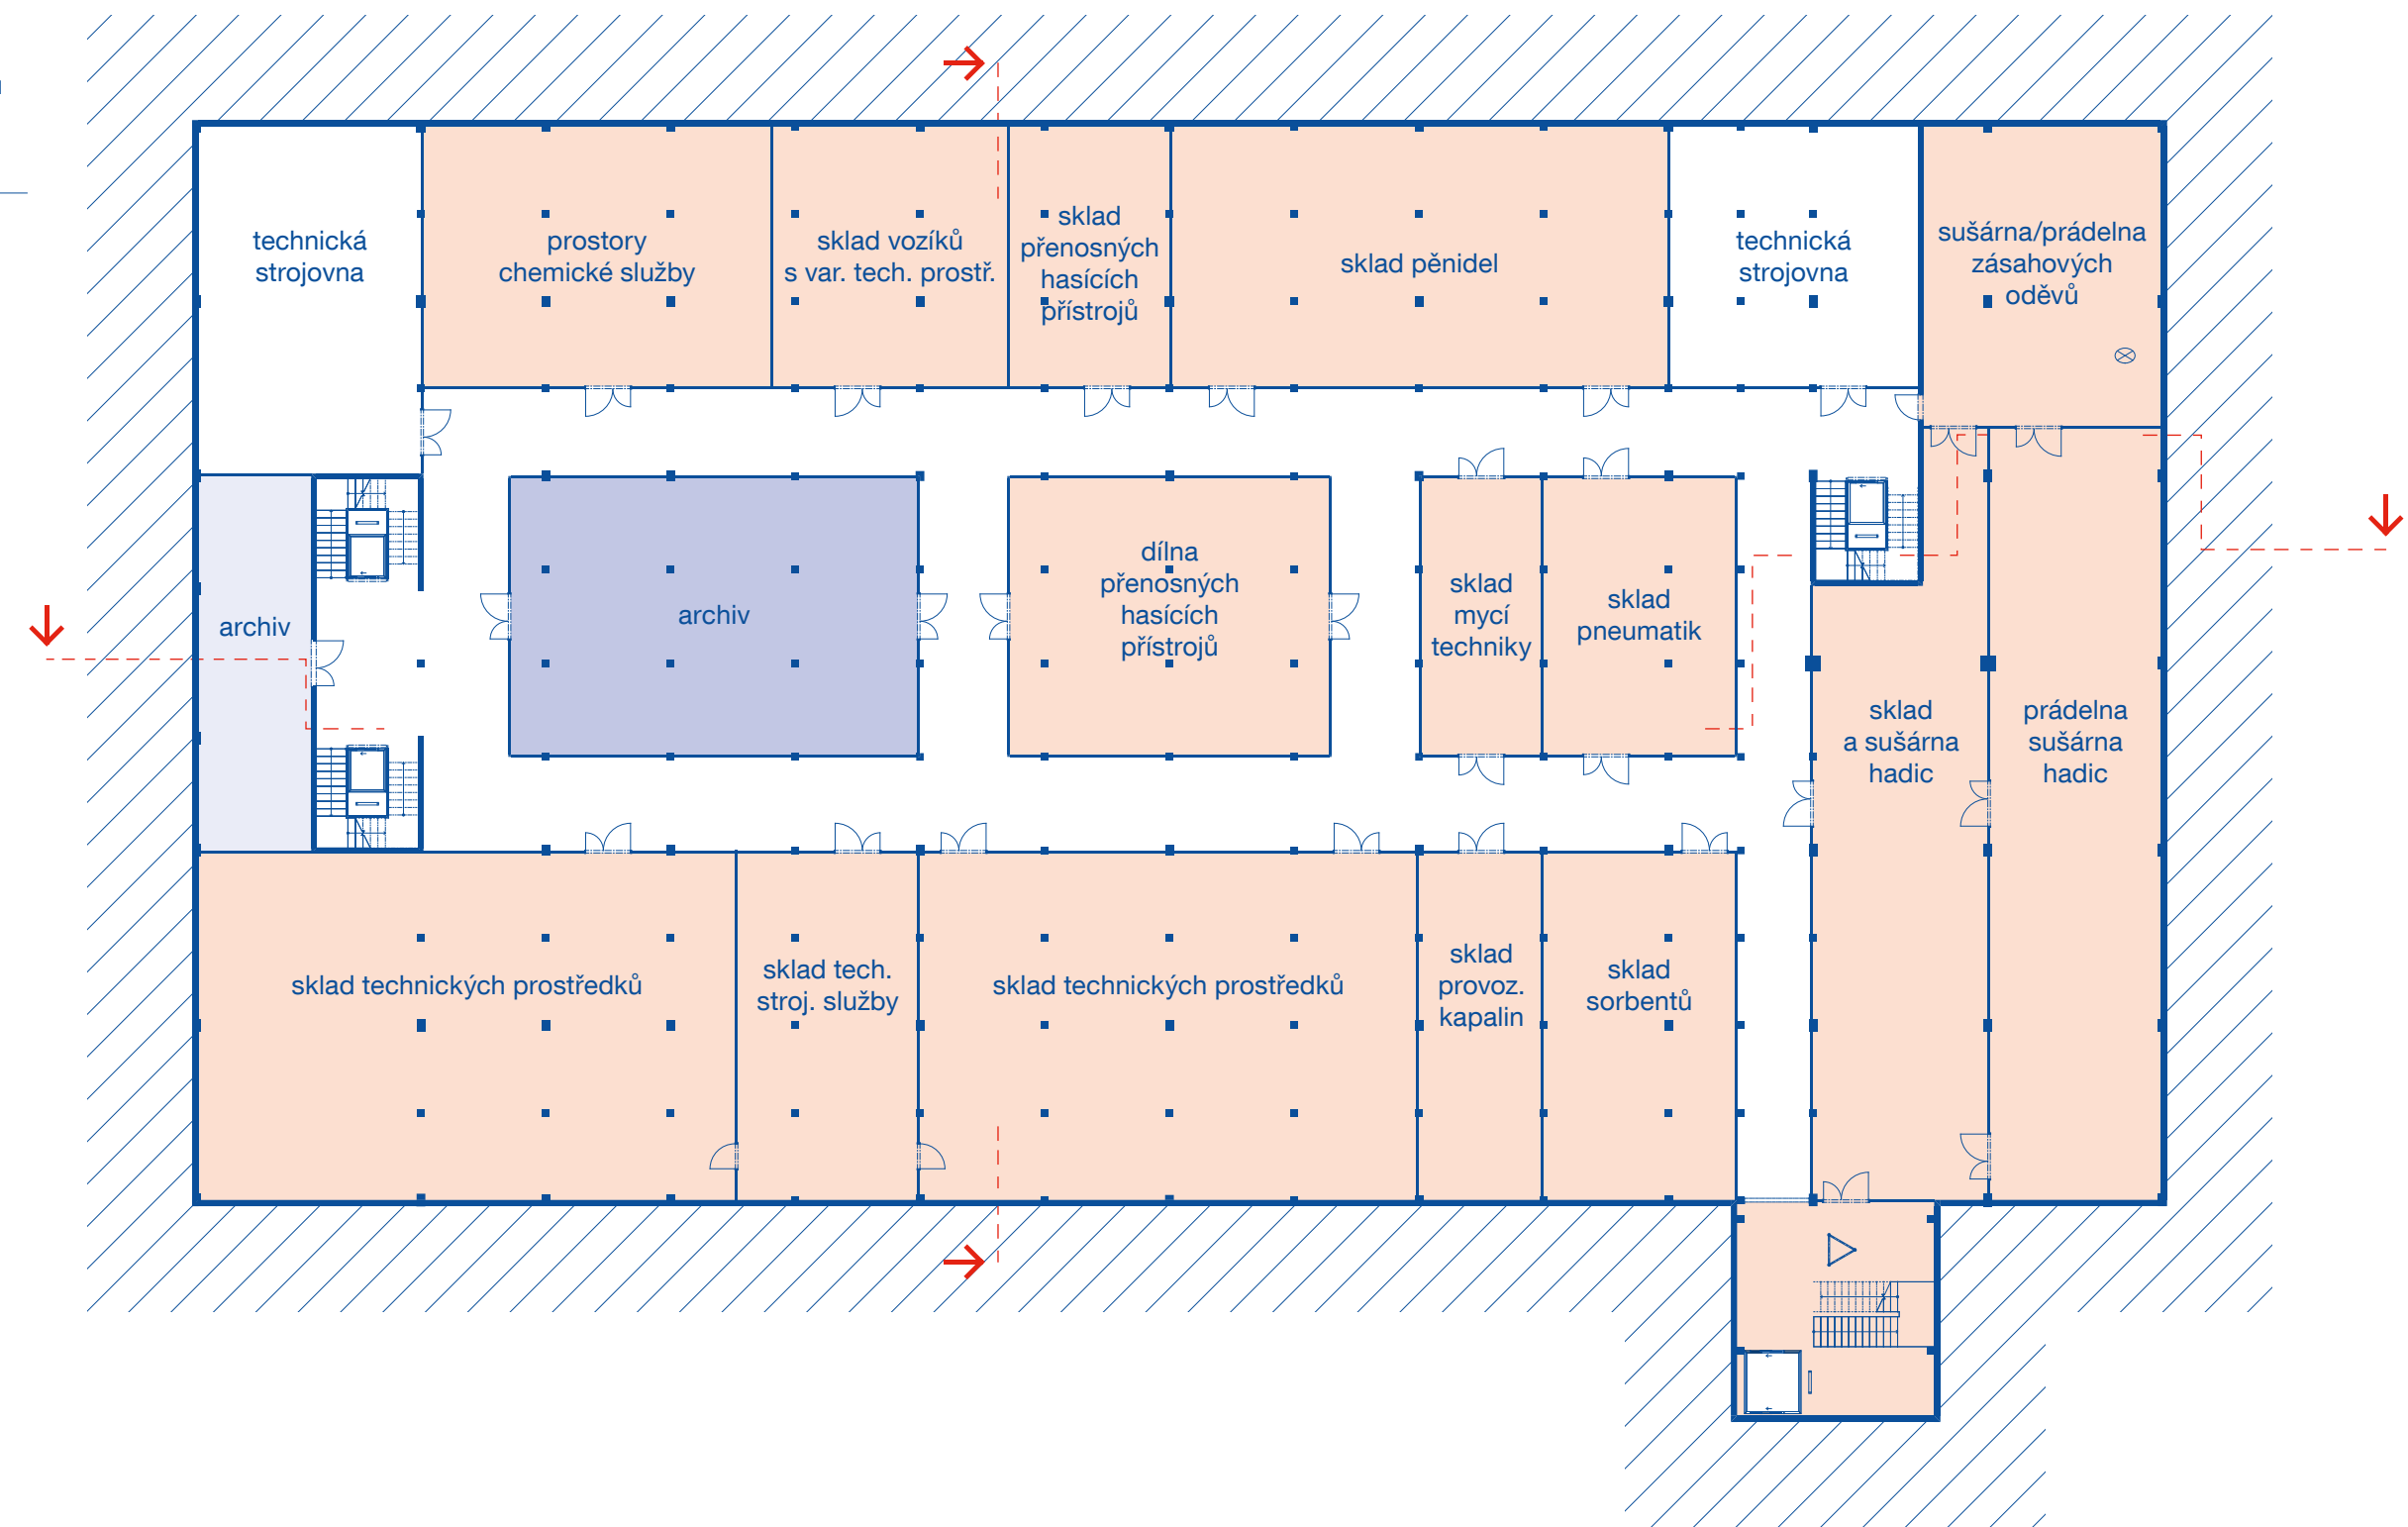 technická
strojovna
prostory
chemické služby
sklad vozíků
s var. tech. prostř.
sklad
přenosných
hasících
přístrojů
sklad pěnidel
technická
strojovna
sušárna/prádelna
zásahových
oděvů
archiv
archiv
dílna
přenosných
hasících
přístrojů
sklad
mycí
techniky
sklad
pneumatik
sklad
a sušárna
hadic
prádelna
sušárna
hadic
sklad technických prostředků
sklad tech.
stroj. služby
sklad technických prostředků
sklad
provoz.
kapalin
sklad
sorbentů